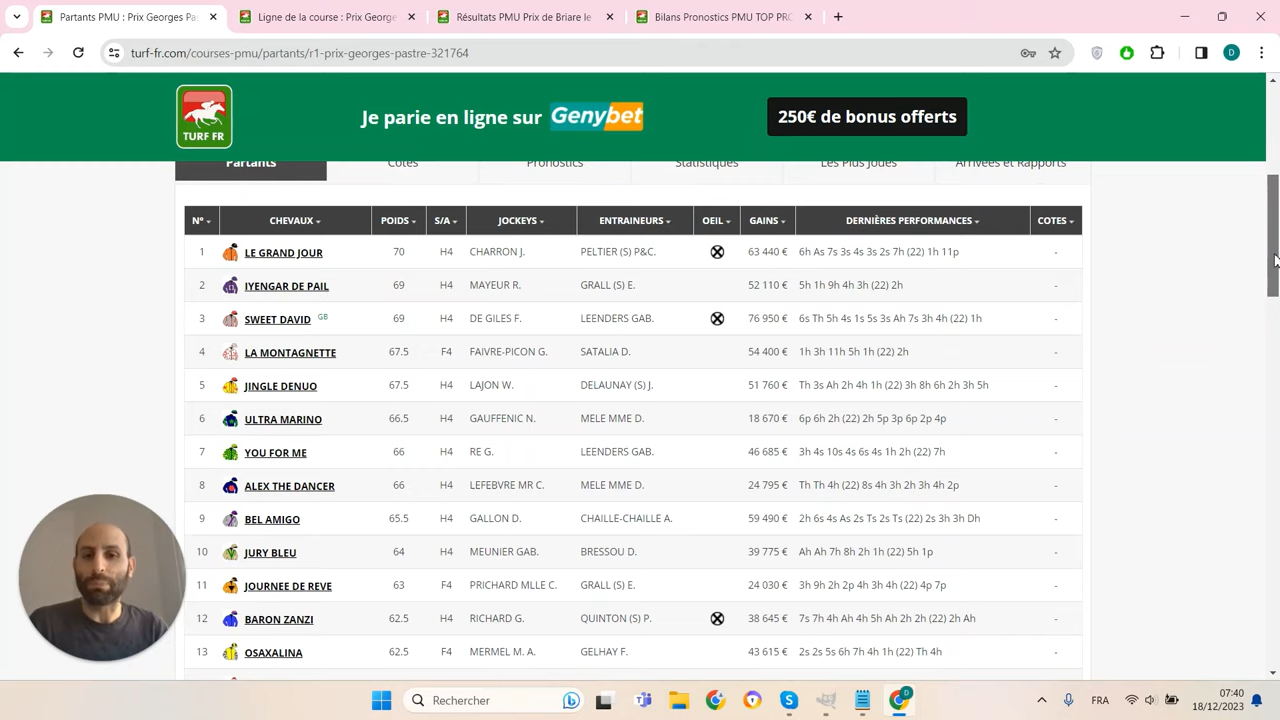 Partants PMU : Prix Georges Pas
Ligne de la course : Prix George
Résultats PMU Prix de Briare le
Bilans Pronostics PMU TOP PRO
turf-fr.com/courses-pmu/partants/r1-prix-georges-pastre-321764
D
TURF FR
Je parie en ligne sur Genybet
250€ de bonus offerts
Partants Cotes Pronostics Statistiques Les Plus Joués Arrivées et Rapports
N° CHEVAUX POIDS S/A JOCKEYS ENTRAINEURS OEIL GAINS DERNIÈRES PERFORMANCES COTES
1 LE GRAND JOUR 70 H4 CHARRON J. PELTIER (S) P&C. 63 440 € 6h As 7s 3s 4s 3s 2s 7h (22) 1h 11p -
2 IYENGAR DE PAIL 69 H4 MAYEUR R. GRALL (S) E. 52 110 € 5h 1h 9h 4h 3h (22) 2h -
3 SWEET DAVID GB 69 H4 DE GILES F. LEENDERS GAB. 76 950 € 6s Th 5h 4s 1s 5s 3s Ah 7s 3h 4h (22) 1h -
4 LA MONTAGNETTE 67.5 F4 FAIVRE-PICON G. SATALIA D. 54 400 € 1h 3h 11h 5h 1h (22) 2h -
5 JINGLE DENUO 67.5 H4 LAJON W. DELAUNAY (S) J. 51 760 € Th 3s Ah 2h 4h 1h (22) 3h 8h 6h 2h 3h 5h -
6 ULTRA MARINO 66.5 H4 GAUFFENIC N. MELE MME D. 18 670 € 6p 6h 2h (22) 2h 5p 3p 6p 2p 4p -
7 YOU FOR ME 66 H4 RE G. LEENDERS GAB. 46 685 € 3h 4s 10s 4s 6s 4s 1h 2h (22) 7h -
8 ALEX THE DANCER 66 H4 LEFEBVRE MR C. MELE MME D. 24 795 € Th Th 4h (22) 8s 4h 3h 2h 3h 4h 2p -
9 BEL AMIGO 65.5 H4 GALLON D. CHAILLE-CHAILLE A. 59 490 € 2h 6s 4s As 2s Ts 2s Ts (22) 2s 3h 3h Dh -
10 JURY BLEU 64 H4 MEUNIER GAB. BRESSOU D. 39 775 € Ah Ah 7h 8h 2h 1h (22) 5h 1p -
11 JOURNEE DE REVE 63 F4 PRICHARD MLLE C. GRALL (S) E. 24 030 € 3h 9h 2h 2p 4h 3h 4h (22) 4p 7p -
12 BARON ZANZI 62.5 H4 RICHARD G. QUINTON (S) P. 38 645 € 7s 7h 4h Ah 4h 5h Ah 2h 2h (22) 2h Ah -
13 OSAXALINA 62.5 F4 MERMEL M. A. GELHAY F. 43 615 € 2s 2s 5s 6h 7h 4h 1h (22) Th 4h -
Rechercher
FRA
07:40
18/12/2023